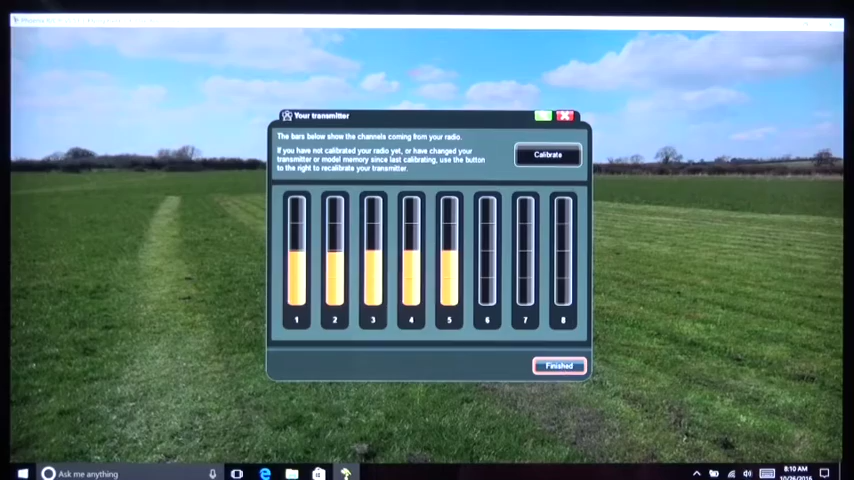 Your transmitter
The bars below show the channels coming from your radio.
If you have not calibrated your radio yet, or have changed your
transmitter or model memory since last calibrating, use the button
to the right to recalibrate your transmitter.
Calibrate
1 2 3 4 5 6 7 8
Finished
Ask me anything
8:10 AM
10/26/2016